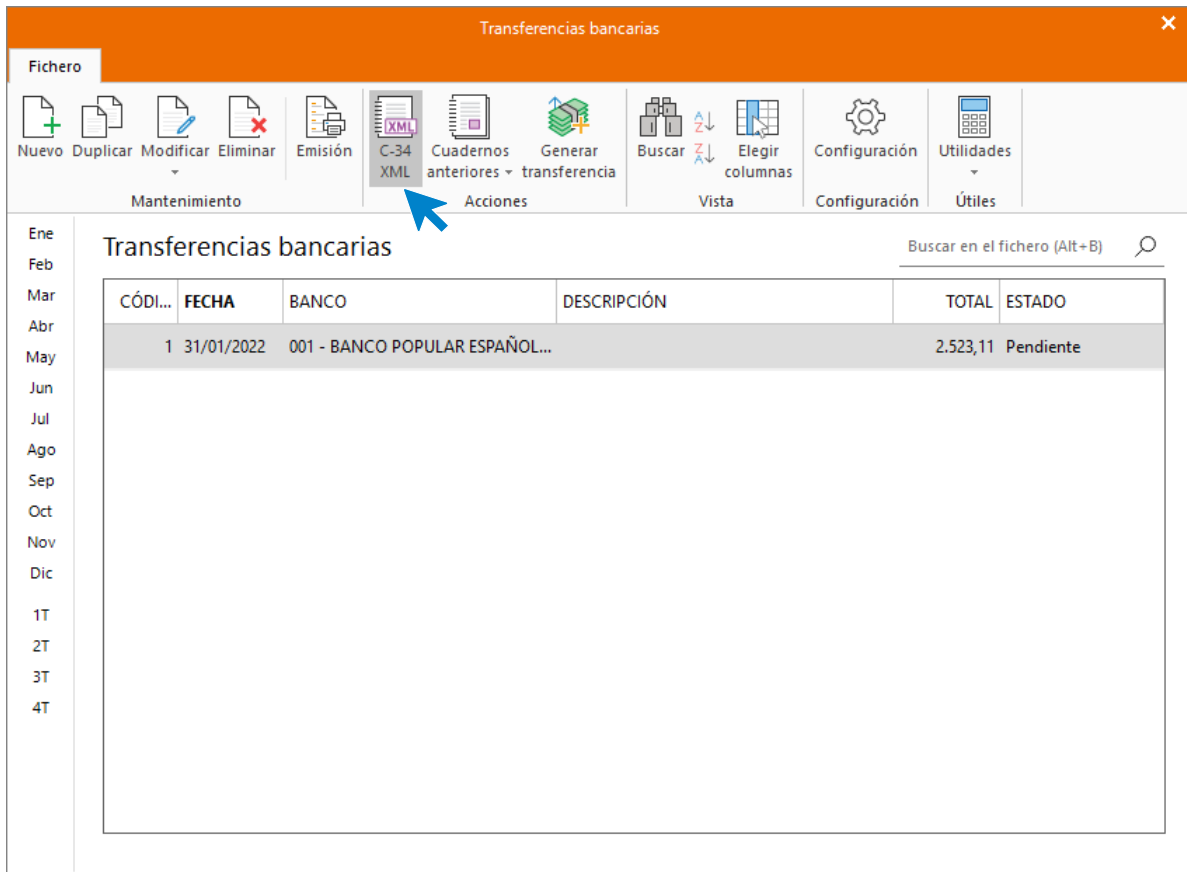 Transferencias bancarias
Fichero
Nuevo Duplicar Modificar Eliminar Emisión C-34 XML Cuadernos anteriores Generar transferencia Buscar Elegir columnas Configuración Utilidades
Mantenimiento Acciones Vista Configuración Útiles
Ene
Feb
Mar
Abr
May
Jun
Jul
Ago
Sep
Oct
Nov
Dic
1T
2T
3T
4T
Transferencias bancarias
Buscar en el fichero (Alt+B)
CÓDI... FECHA BANCO DESCRIPCIÓN TOTAL ESTADO
1 31/01/2022 001 - BANCO POPULAR ESPAÑOL... 2.523,11 Pendiente